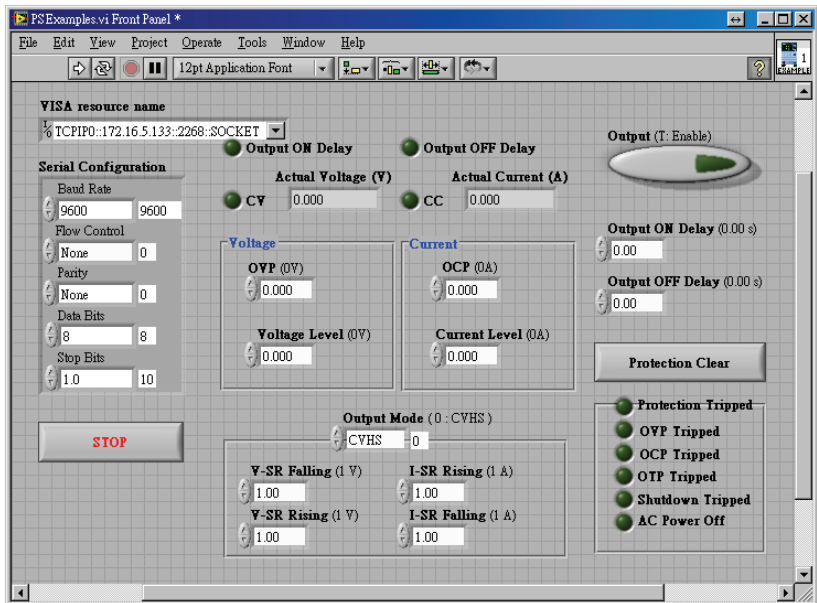 PSExamples.vi Front Panel *
File Edit View Project Operate Tools Window Help
12pt Application Font
? 1
EXAMPLE
VISA resource name
I/O TCPIP0::172.16.5.133::2268::SOCKET
Serial Configuration
Baud Rate
9600 9600
Flow Control
None 0
Parity
None 0
Data Bits
8 8
Stop Bits
1.0 10
STOP
Output ON Delay
Output OFF Delay
Actual Voltage (V)
CV 0.000
Actual Current (A)
CC 0.000
Voltage
OVP (0V)
0.000
Voltage Level (0V)
0.000
Current
OCP (0A)
0.000
Current Level (0A)
0.000
Output Mode (0 : CVHS )
CVHS 0
V-SR Falling (1 V)
1.00
I-SR Rising (1 A)
1.00
V-SR Rising (1 V)
1.00
I-SR Falling (1 A)
1.00
Output (T: Enable)
Output ON Delay (0.00 s)
0.00
Output OFF Delay (0.00 s)
0.00
Protection Clear
Protection Tripped
OVP Tripped
OCP Tripped
OTP Tripped
Shutdown Tripped
AC Power Off